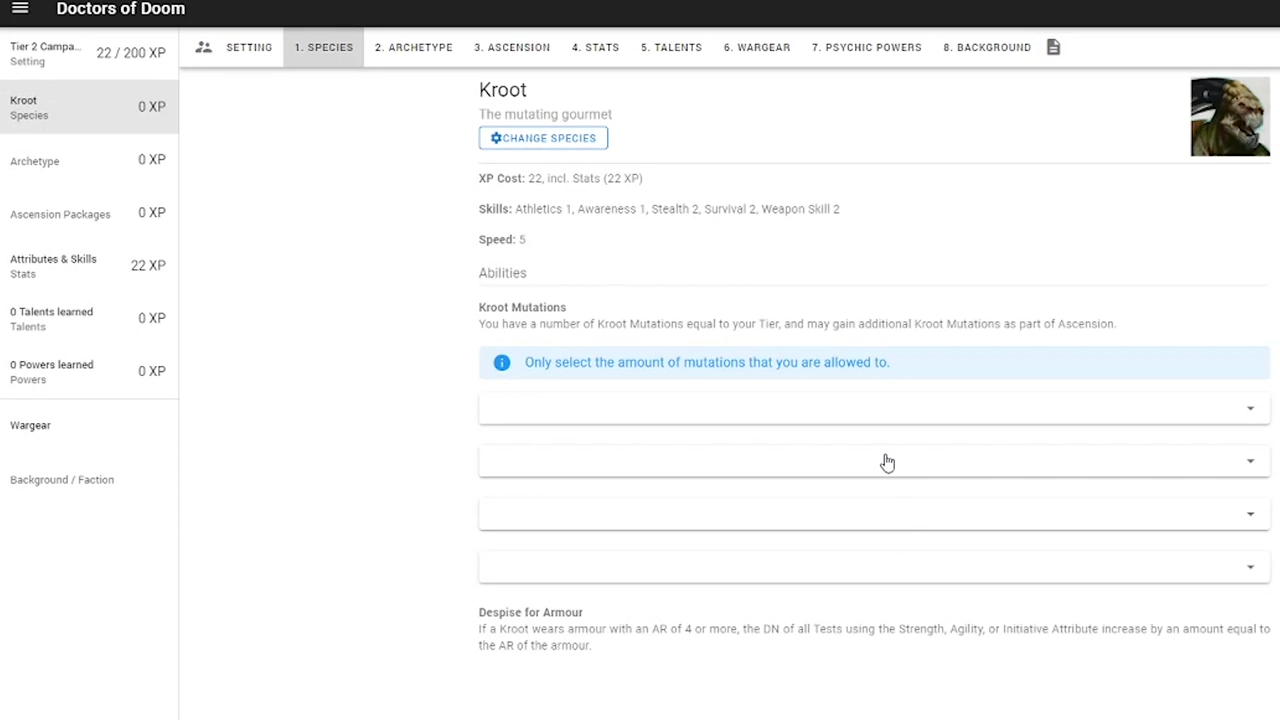 Doctors of Doom
Tier 2 Campa... 22 / 200 XP
Setting
SETTING 1. SPECIES 2. ARCHETYPE 3. ASCENSION 4. STATS 5. TALENTS 6. WARGEAR 7. PSYCHIC POWERS 8. BACKGROUND
Kroot 0 XP
Species
Archetype 0 XP
Ascension Packages 0 XP
Attributes & Skills 22 XP
Stats
0 Talents learned 0 XP
Talents
0 Powers learned 0 XP
Powers
Wargear
Background / Faction
Kroot
The mutating gourmet
CHANGE SPECIES
XP Cost: 22, incl. Stats (22 XP)
Skills: Athletics 1, Awareness 1, Stealth 2, Survival 2, Weapon Skill 2
Speed: 5
Abilities
Kroot Mutations
You have a number of Kroot Mutations equal to your Tier, and may gain additional Kroot Mutations as part of Ascension.
Only select the amount of mutations that you are allowed to.
Despise for Armour
If a Kroot wears armour with an AR of 4 or more, the DN of all Tests using the Strength, Agility, or Initiative Attribute increase by an amount equal to
the AR of the armour.